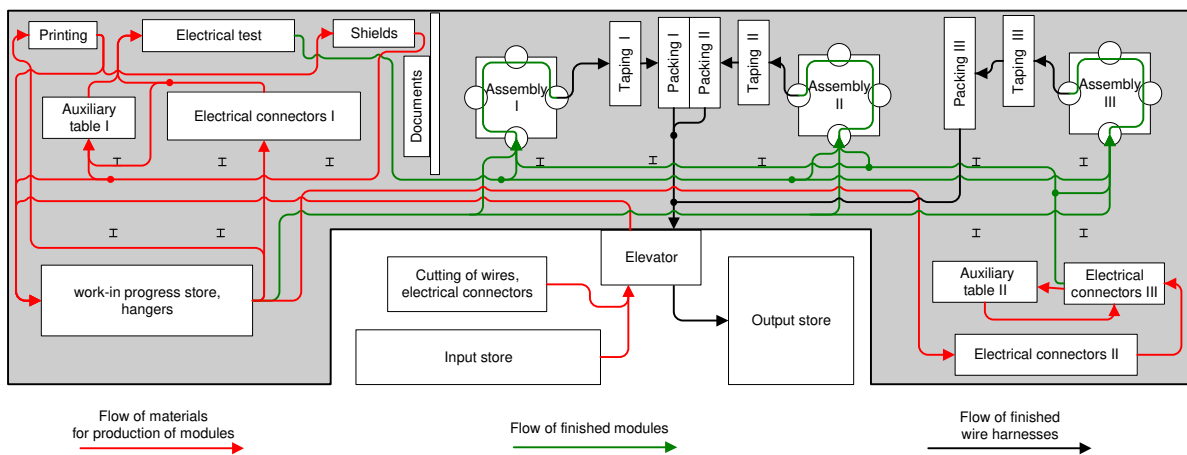 Printing
Electrical test
Shields
Documents
Auxiliary
table I
Electrical connectors I
Assembly
I
Taping I
Packing I
Packing II
Taping II
Assembly
II
Packing III
Taping III
Assembly
III
work-in progress store,
hangers
Cutting of wires,
electrical connectors
Input store
Elevator
Output store
Auxiliary
table II
Electrical
connectors III
Electrical connectors II
Flow of materials
for production of modules
Flow of finished modules
Flow of finished
wire harnesses